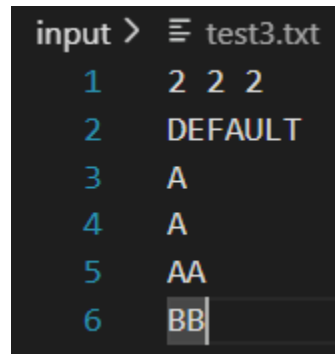 input > test3.txt
1 2 2 2
2 DEFAULT
3 A
4 A
5 AA
6 BB